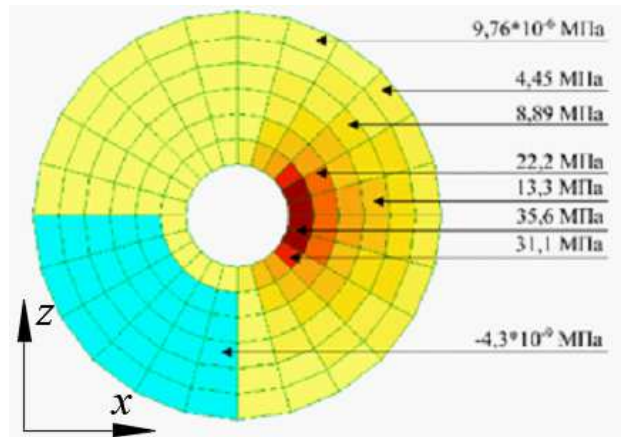 9,76*10⁻⁶ МПа
4,45 МПа
8,89 МПа
22,2 МПа
13,3 МПа
35,6 МПа
31,1 МПа
-4,3*10⁻⁹ МПа
z
x